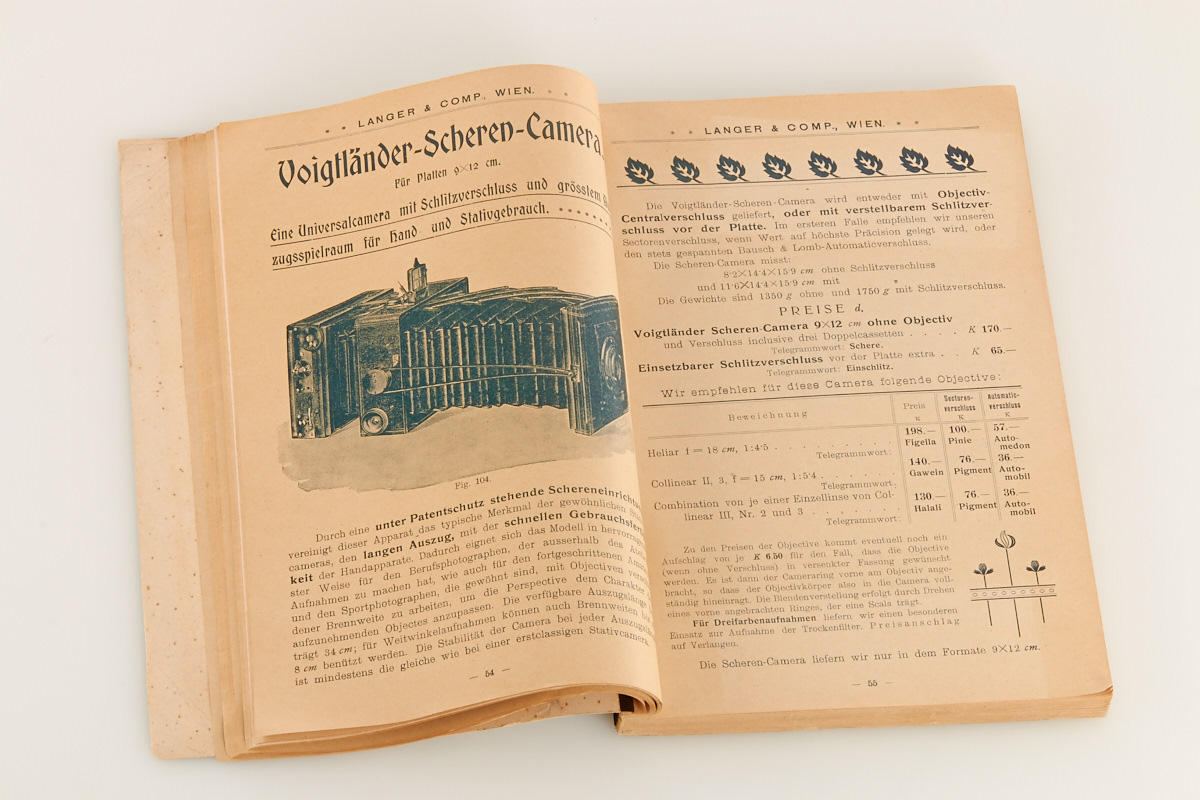 LANGER & COMP., WIEN.
Voigtländer-Scheren-Camera.
Für Platten 9×12 cm.
Eine Universalcamera mit Schlitzverschluss und grösstem
zugsspielraum für Hand- und Stativgebrauch.
Fig. 104.
Durch eine unter Patentschutz stehende Schereneinricht
vereinigt dieser Apparat das typische Merkmal der gewöhnlichen
cameras, den langen Auszug, mit der schnellen Gebrauchsfer
keit der Handapparate. Dadurch eignet sich das Modell in hervorrag
ster Weise für den Berufsphotographen, der ausserhalb des
Aufnahmen zu machen hat, wie auch für den fortgeschrittenen
und den Sportphotographen, die gewöhnt sind, mit Objectiven
dener Brennweite zu arbeiten, um die Perspective dem Charakter
aufzunehmenden Objectes anzupassen. Die verfügbare Auszugslänge
trägt 34 cm; für Weitwinkelaufnahmen können auch Brennweiten
8 cm benützt werden. Die Stabilität der Camera bei jeder Auszugslä
ist mindestens die gleiche wie bei einer erstclassigen Stativcamera.
— 54 —
LANGER & COMP., WIEN.
Die Voigtländer-Scheren-Camera wird entweder mit Objectiv-
Centralverschluss geliefert, oder mit verstellbarem Schlitzver-
schluss vor der Platte. Im ersteren Falle empfehlen wir unseren
Sectorenverschluss, wenn Wert auf höchste Präcision gelegt wird, oder
den stets gespannten Bausch & Lomb-Automaticverschluss.
Die Scheren-Camera misst:
8·2×14·4×15·9 cm ohne Schlitzverschluss
und 11·6×14·4×15·9 cm mit "
Die Gewichte sind 1350 g ohne und 1750 g mit Schlitzverschluss.
PREISE d.
Voigtländer Scheren-Camera 9×12 cm ohne Objectiv
und Verschluss inclusive drei Doppelcassetten . . . . K 170.—
Telegrammwort: Schere.
Einsetzbarer Schlitzverschluss vor der Platte extra . . K 65.—
Telegrammwort: Einschlitz.
Wir empfehlen für diese Camera folgende Objective:
Bezeichnung Preis K Sectoren-verschluss K Automatic-verschluss K
Heliar f = 18 cm, 1:4·5 . . . . . . . 198.— 100.— 57.—
Telegrammwort: Figella Pinie Auto-medon
Collinear II, 3, f = 15 cm, 1:5·4 . . . . 140.— 76.— 36.—
Telegrammwort: Gawein Pigment Auto-mobil
Combination von je einer Einzellinse von Col-
linear III, Nr. 2 und 3 . . . . . . . 130.— 76.— 36.—
Telegrammwort: Halali Pigment Auto-mobil
Zu den Preisen der Objective kommt eventuell noch ein
Aufschlag von je K 6.50 für den Fall, dass die Objective
(wenn ohne Verschluss) in versenkter Fassung gewünscht
werden. Es ist dann der Cameraring vorne am Objectiv ange-
bracht, so dass der Objectivkörper also in die Camera voll-
ständig hineinragt. Die Blendenverstellung erfolgt durch Drehen
eines vorne angebrachten Ringes, der eine Scala trägt.
Für Dreifarbenaufnahmen liefern wir einen besonderen
Einsatz zur Aufnahme der Trockenfilter. Preisanschlag
auf Verlangen.
Die Scheren-Camera liefern wir nur in dem Formate 9×12 cm.
— 55 —